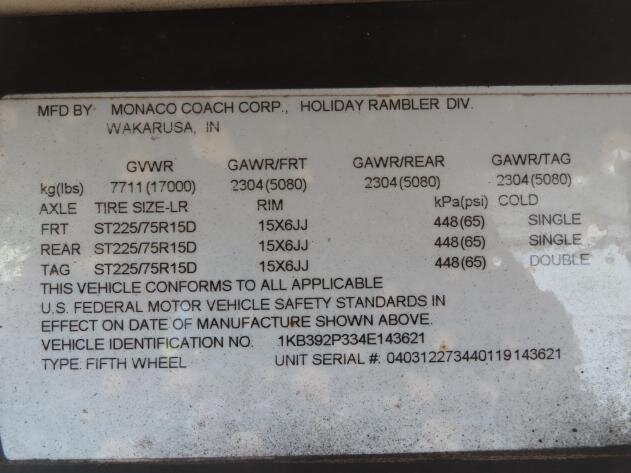 MFD BY: MONACO COACH CORP., HOLIDAY RAMBLER DIV.
WAKARUSA, IN
GVWR GAWR/FRT GAWR/REAR GAWR/TAG
kg(lbs) 7711(17000) 2304(5080) 2304(5080) 2304(5080)
AXLE TIRE SIZE-LR RIM kPa(psi) COLD
FRT ST225/75R15D 15X6JJ 448(65) SINGLE
REAR ST225/75R15D 15X6JJ 448(65) SINGLE
TAG ST225/75R15D 15X6JJ 448(65) DOUBLE
THIS VEHICLE CONFORMS TO ALL APPLICABLE
U.S. FEDERAL MOTOR VEHICLE SAFETY STANDARDS IN
EFFECT ON DATE OF MANUFACTURE SHOWN ABOVE.
VEHICLE IDENTIFICATION NO. 1KB392P334E143621
TYPE: FIFTH WHEEL UNIT SERIAL #: 040312273440119143621